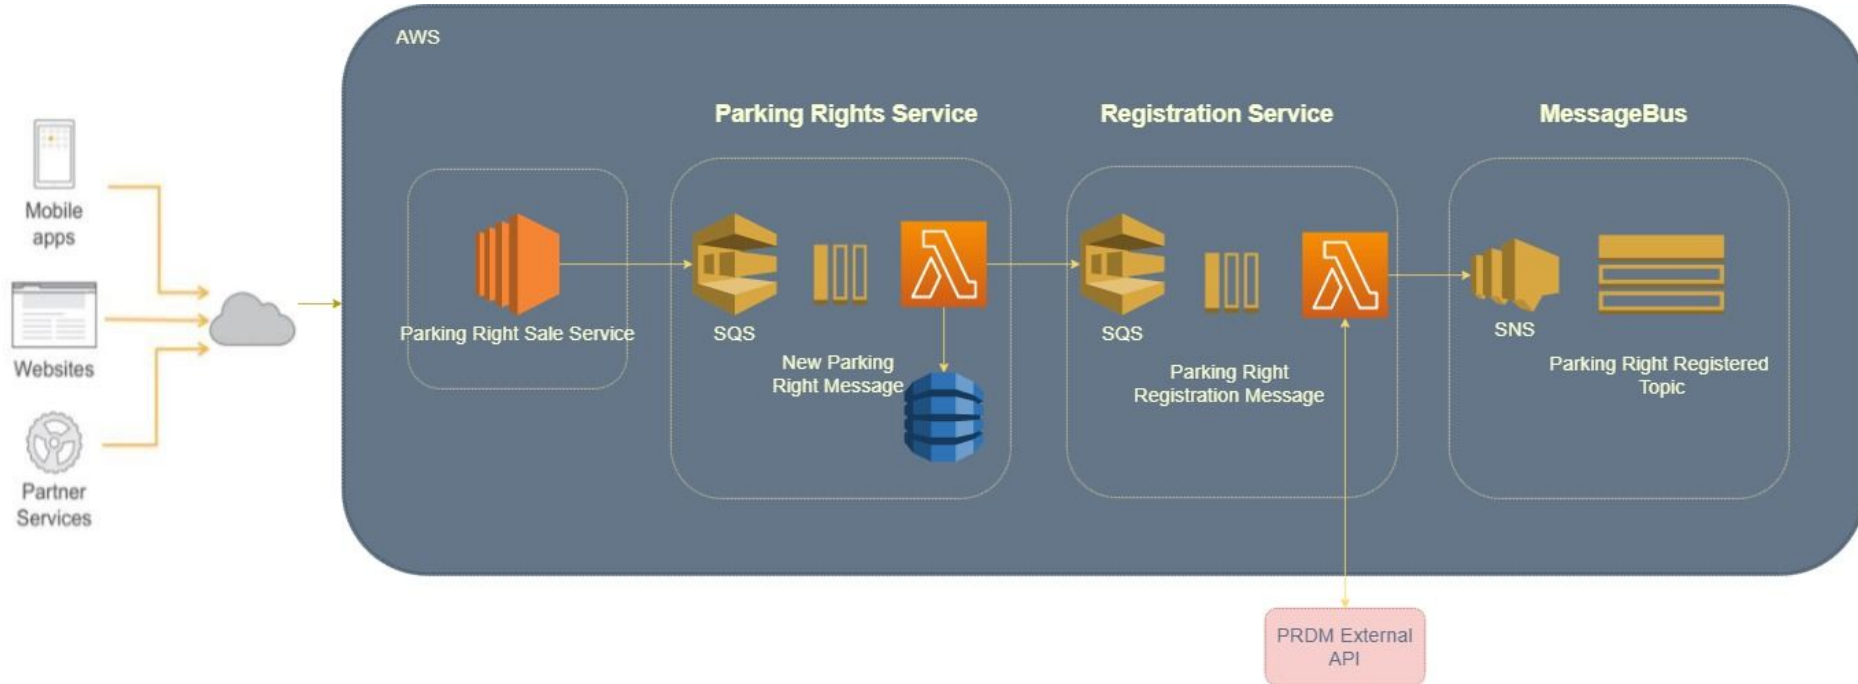 AWS
Parking Rights Service
Registration Service
MessageBus
Mobile
apps
Websites
Partner
Services
Parking Right Sale Service
SQS
New Parking
Right Message
SQS
Parking Right
Registration Message
SNS
Parking Right Registered
Topic
PRDM External
API